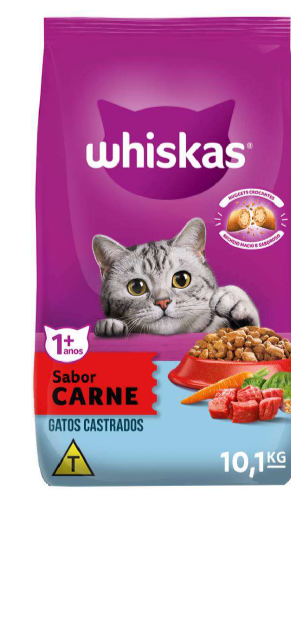 whiskas®
NUGGETS CROCANTES
RECHEIO MACIO E SABOROSO
1+
anos
Sabor
CARNE
GATOS CASTRADOS
T
10,1KG